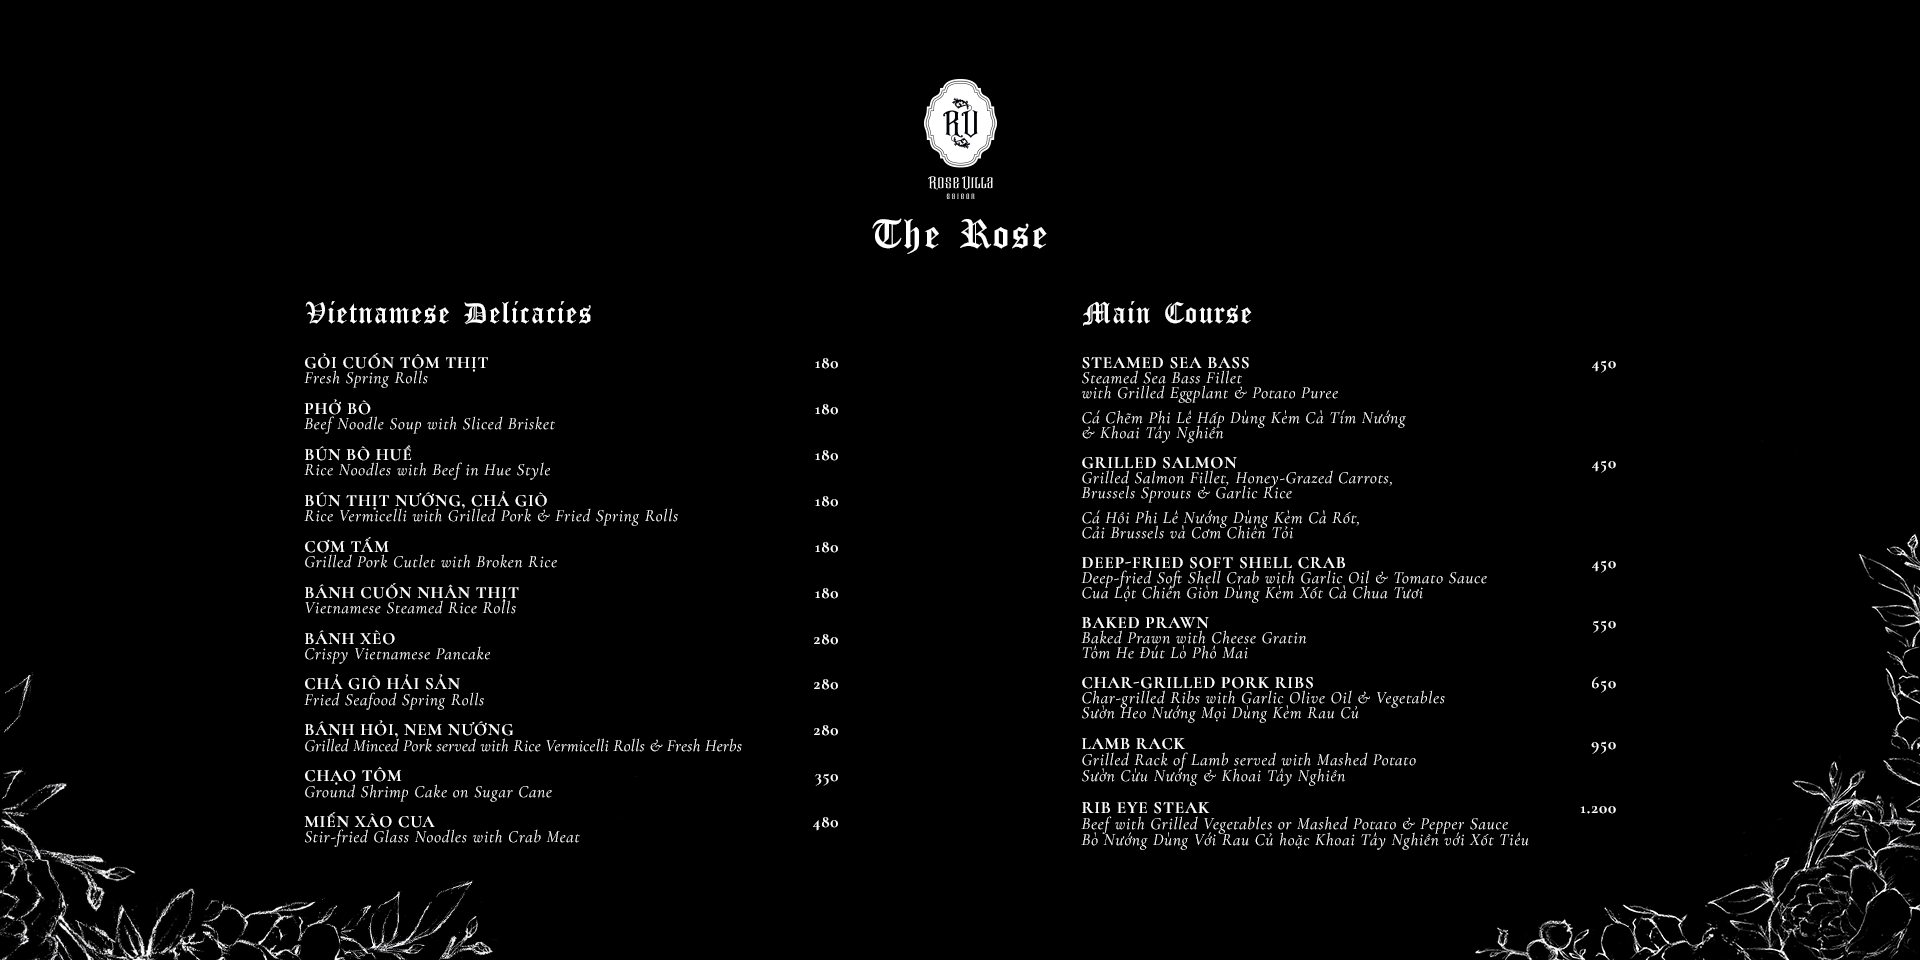 RV
Rose Villa
SAIGON
The Rose
Vietnamese Delicacies
GỎI CUỐN TÔM THỊT 180
Fresh Spring Rolls
PHỞ BÒ 180
Beef Noodle Soup with Sliced Brisket
BÚN BÒ HUẾ 180
Rice Noodles with Beef in Hue Style
BÚN THỊT NƯỚNG, CHẢ GIÒ 180
Rice Vermicelli with Grilled Pork & Fried Spring Rolls
CƠM TẤM 180
Grilled Pork Cutlet with Broken Rice
BÁNH CUỐN NHÂN THỊT 180
Vietnamese Steamed Rice Rolls
BÁNH XÈO 280
Crispy Vietnamese Pancake
CHẢ GIÒ HẢI SẢN 280
Fried Seafood Spring Rolls
BÁNH HỎI, NEM NƯỚNG 280
Grilled Minced Pork served with Rice Vermicelli Rolls & Fresh Herbs
CHẠO TÔM 350
Ground Shrimp Cake on Sugar Cane
MIẾN XÀO CUA 480
Stir-fried Glass Noodles with Crab Meat
Main Course
STEAMED SEA BASS 450
Steamed Sea Bass Fillet
with Grilled Eggplant & Potato Puree
Cá Chẽm Phi Lê Hấp Dùng Kèm Cà Tím Nướng
& Khoai Tây Nghiền
GRILLED SALMON 450
Grilled Salmon Fillet, Honey-Grazed Carrots,
Brussels Sprouts & Garlic Rice
Cá Hồi Phi Lê Nướng Dùng Kèm Cà Rốt,
Cải Brussels và Cơm Chiên Tỏi
DEEP-FRIED SOFT SHELL CRAB 450
Deep-fried Soft Shell Crab with Garlic Oil & Tomato Sauce
Cua Lột Chiên Giòn Dùng Kèm Xốt Cà Chua Tươi
BAKED PRAWN 550
Baked Prawn with Cheese Gratin
Tôm He Đút Lò Phô Mai
CHAR-GRILLED PORK RIBS 650
Char-grilled Ribs with Garlic Olive Oil & Vegetables
Sườn Heo Nướng Mọi Dùng Kèm Rau Củ
LAMB RACK 950
Grilled Rack of Lamb served with Mashed Potato
Sườn Cừu Nướng & Khoai Tây Nghiền
RIB EYE STEAK 1.200
Beef with Grilled Vegetables or Mashed Potato & Pepper Sauce
Bò Nướng Dùng Với Rau Củ hoặc Khoai Tây Nghiền với Xốt Tiêu